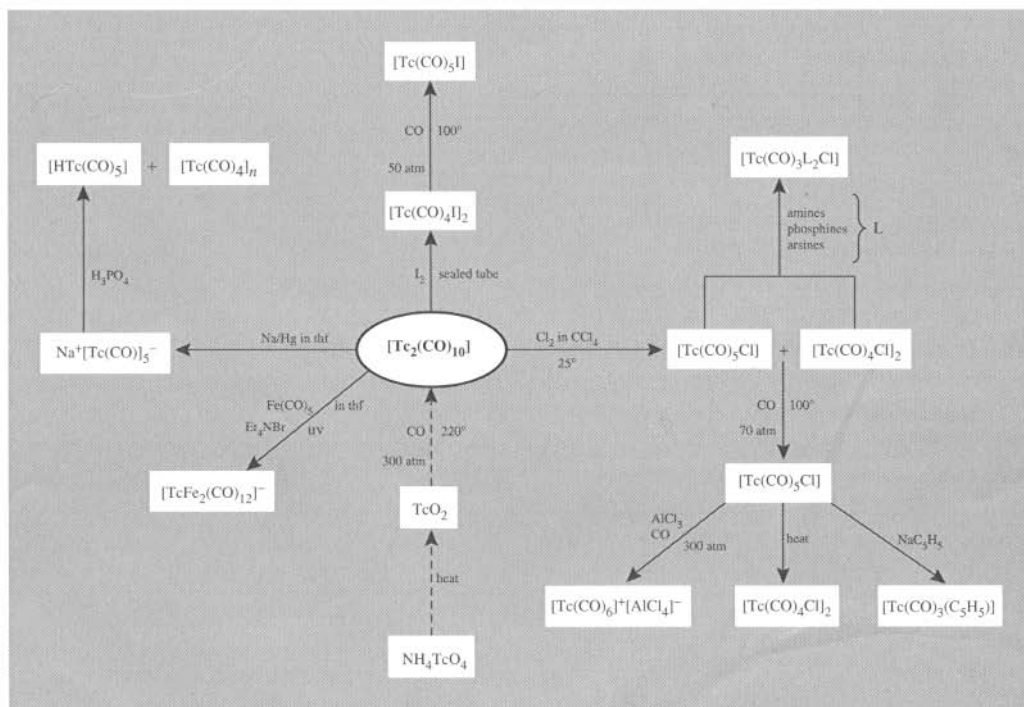 [Tc(CO)₅I]
CO 100°
50 atm
[HTc(CO)₅] + [Tc(CO)₄]ₙ
[Tc(CO)₃L₂Cl]
amines
phosphines
arsines
L
[Tc(CO)₄I]₂
H₃PO₄
I₂ sealed tube
Na⁺[Tc(CO)]₅⁻
Na/Hg in thf
[Tc₂(CO)₁₀]
Cl₂ in CCl₄
25°
[Tc(CO)₅Cl] + [Tc(CO)₄Cl]₂
Fe(CO)₅ in thf
Et₄NBr uv
CO 220°
300 atm
CO 100°
70 atm
[TcFe₂(CO)₁₂]⁻
TcO₂
[Tc(CO)₅Cl]
AlCl₃
CO 300 atm
heat
NaC₅H₅
heat
[Tc(CO)₆]⁺[AlCl₄]⁻
[Tc(CO)₄Cl]₂
[Tc(CO)₃(C₅H₅)]
NH₄TcO₄